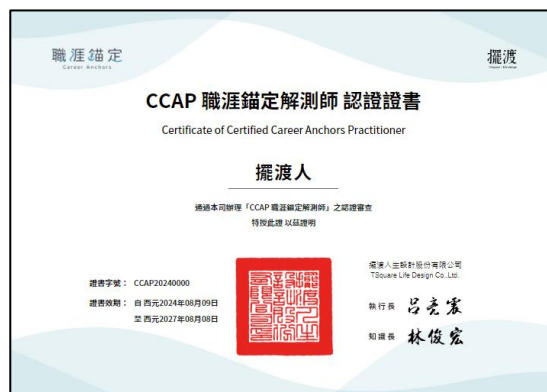 職涯錨定
Career Anchors
擺渡
CCAP 職涯錨定解測師 認證證書
Certificate of Certified Career Anchors Practitioner
擺渡人
通過本司辦理「CCAP 職涯錨定解測師」之認證審查
特授此證 以茲證明
證書字號： CCAP20240000
證書效期： 自 西元2024年08月09日
至 西元2027年08月08日
擺渡人生設計股份有限公司
TSquare Life Design Co.,Ltd.
執行長 呂亮震
知識長 林俊宏